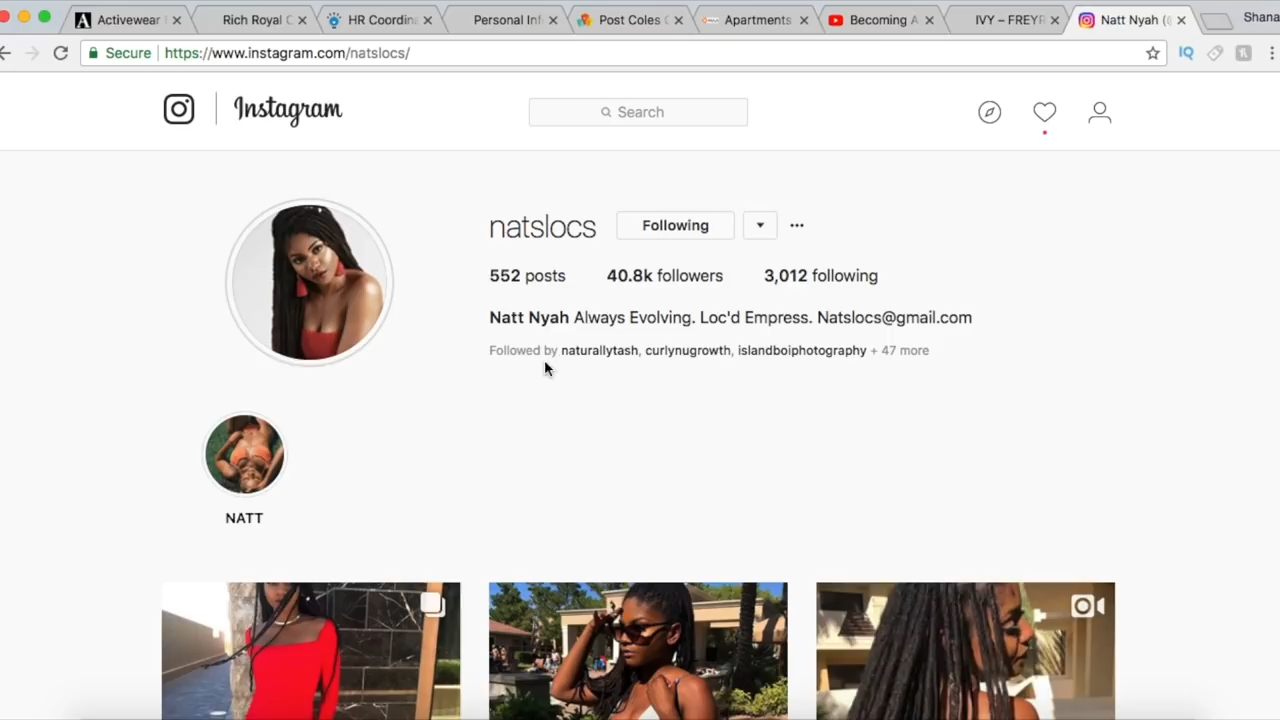 Activewear
Rich Royal C
HR Coordina
Personal Inf
Post Coles C
Apartments
Becoming A
IVY – FREYR
Natt Nyah (@
Shana
Secure
https://www.instagram.com/natslocs/
IQ
Instagram
Search
natslocs
Following
552 posts
40.8k followers
3,012 following
Natt Nyah Always Evolving. Loc'd Empress. Natslocs@gmail.com
Followed by naturallytash, curlynugrowth, islandboiphotography + 47 more
NATT